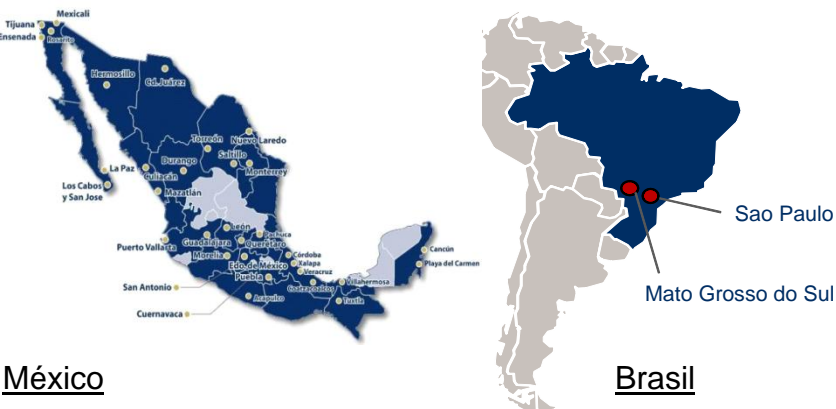 Mexicali
Tijuana
Ensenada
Rosarito
Hermosillo
Cd. Juárez
Nuevo Laredo
Torreón
Saltillo
Monterrey
Durango
La Paz
Culiacán
Los Cabos
y San Jose
Mazatlán
León
Pachuca
Puerto Vallarta
Guadalajara
Querétaro
Morelia
Edo. de México
Puebla
Córdoba
Xalapa
Veracruz
Cancún
Playa del Carmen
San Antonio
Coatzacoalcos
Villahermosa
Tuxtla
Acapulco
Cuernavaca
México
Sao Paulo
Mato Grosso do Sul
Brasil